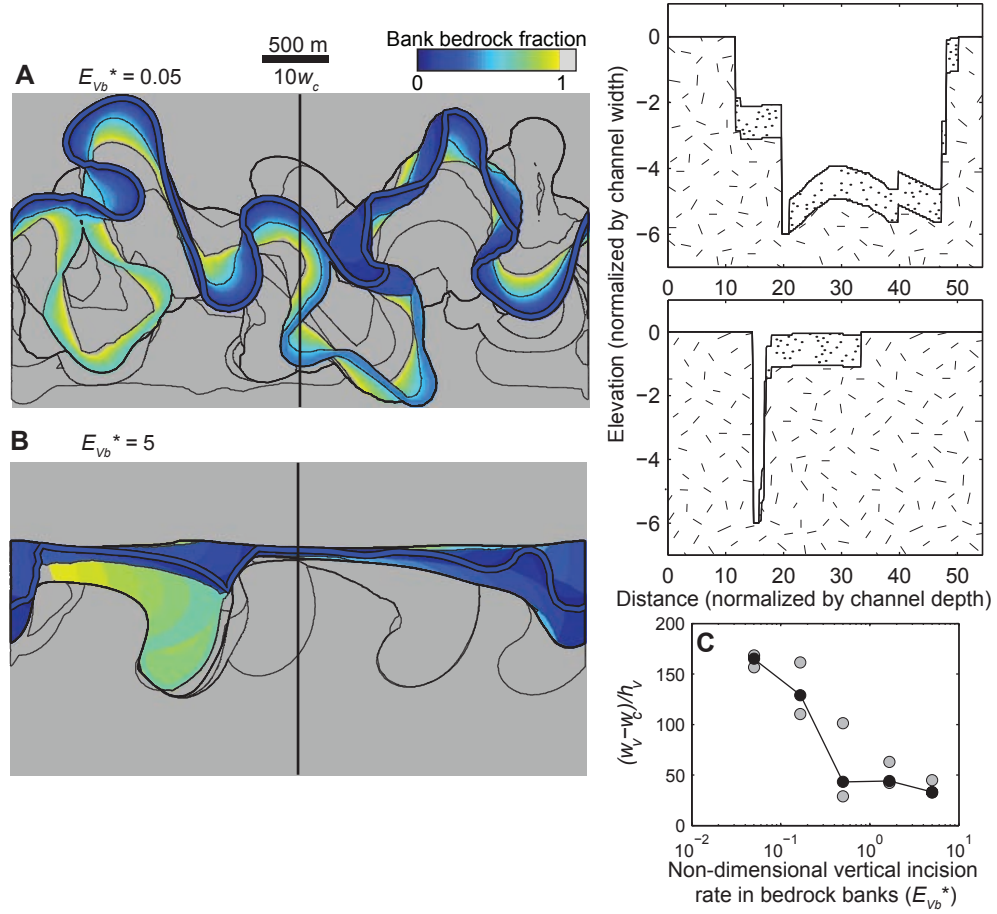 A
E_Vb* = 0.05
500 m
10w_c
Bank bedrock fraction
0 1
B
E_Vb* = 5
Elevation (normalized by channel width)
0
−2
−4
−6
0 10 20 30 40 50
0
−2
−4
−6
0 10 20 30 40 50
Distance (normalized by channel depth)
C
(w_v−w_c)/h_v
200
150
100
50
0
10^−2 10^−1 10^0 10^1
Non-dimensional vertical incision
rate in bedrock banks (E_Vb*)